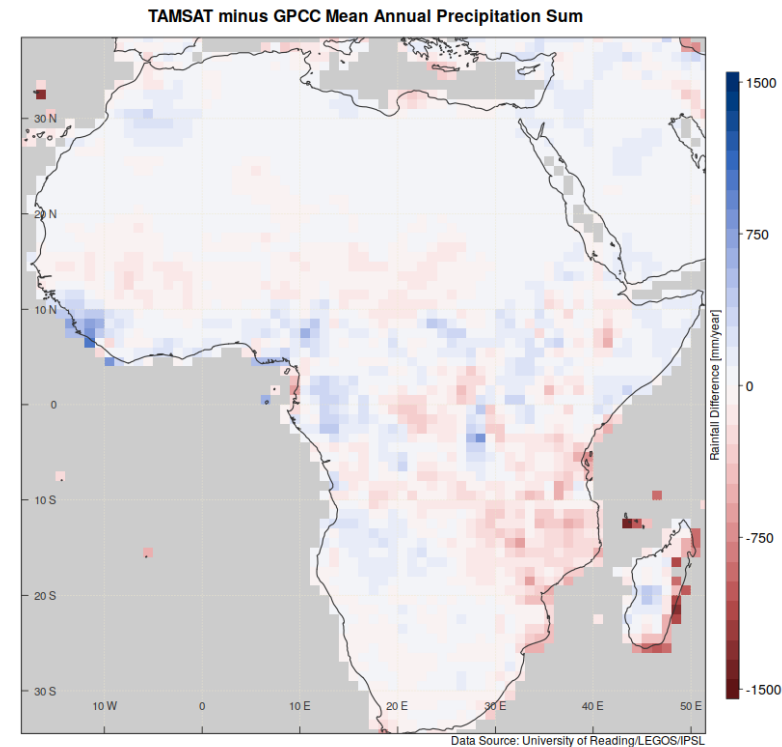 TAMSAT minus GPCC Mean Annual Precipitation Sum
30 N
20 N
10 N
0
10 S
20 S
30 S
10 W
0
10 E
20 E
30 E
40 E
50 E
1500
750
0
-750
-1500
Rainfall Difference [mm/year]
Data Source: University of Reading/LEGOS/IPSL